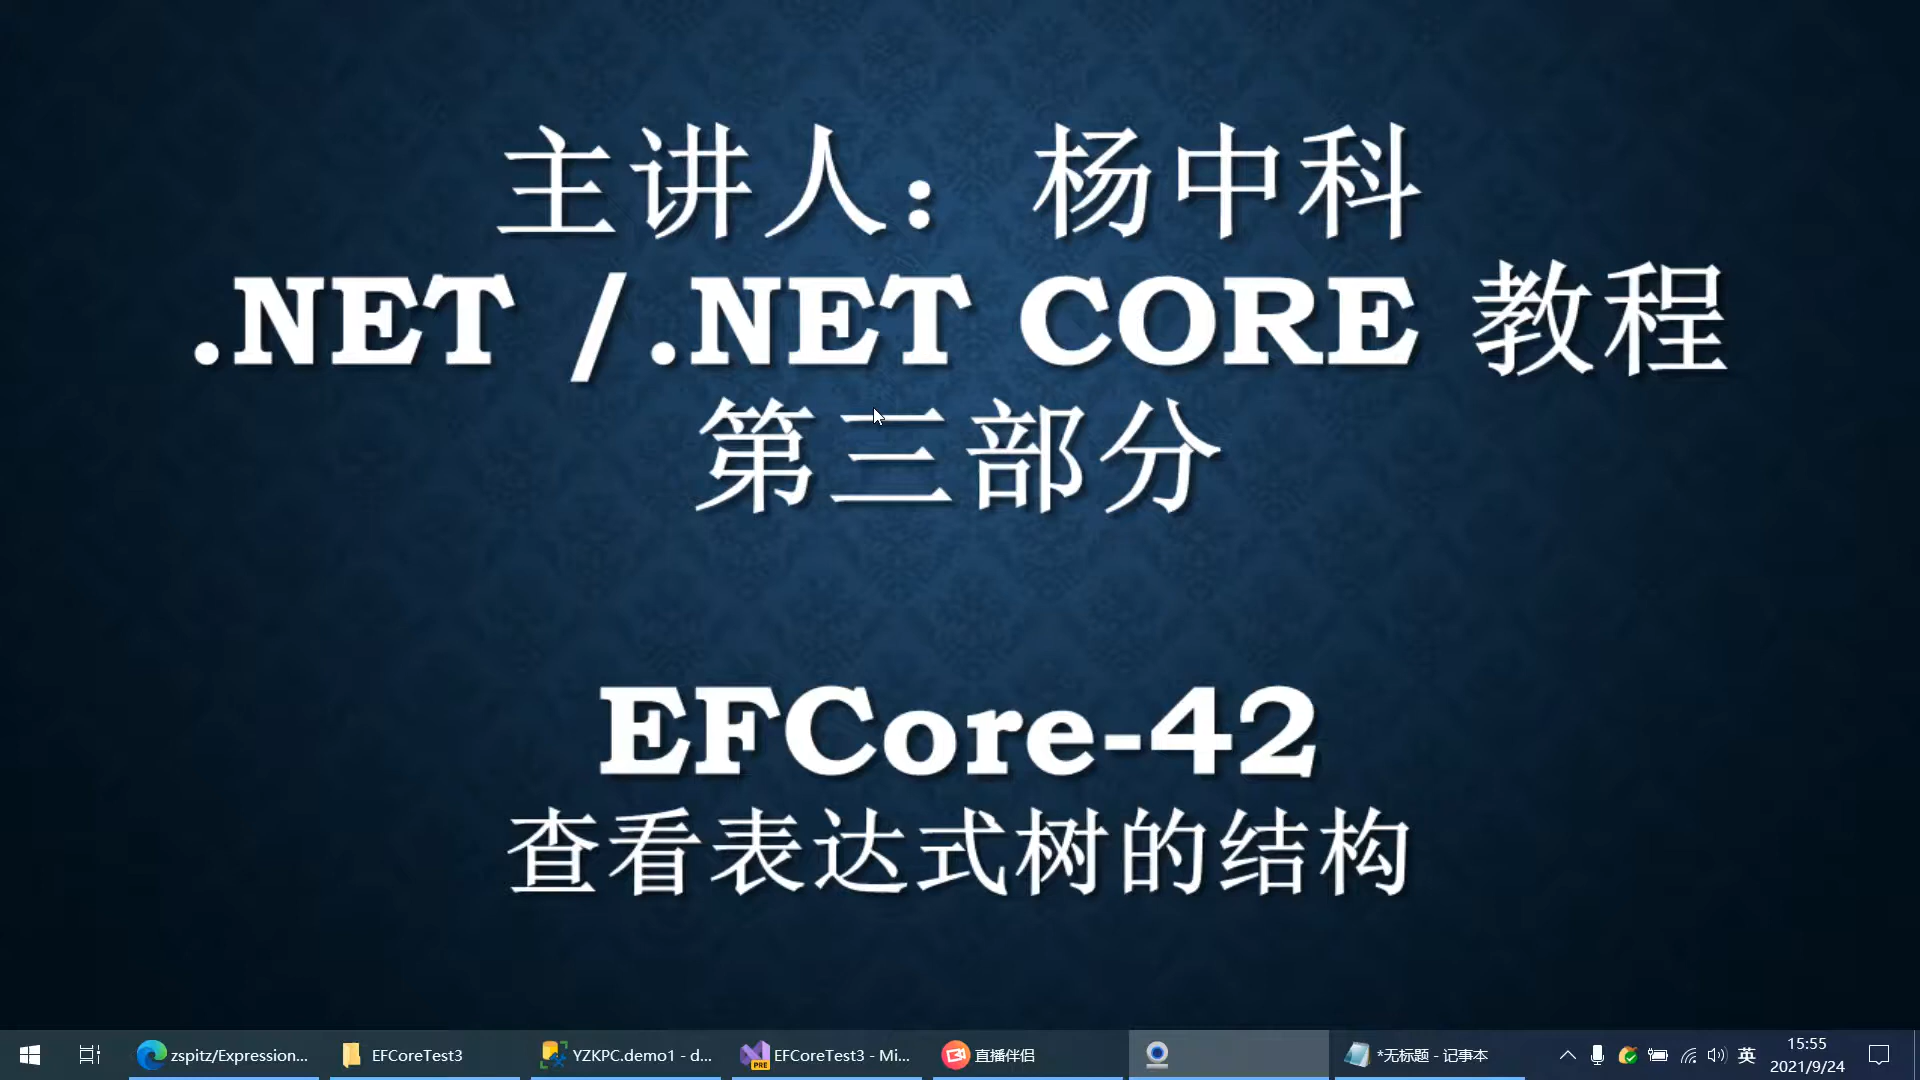 主讲人：杨中科
.NET /.NET CORE 教程
第三部分
EFCore-42
查看表达式树的结构
zspitz/Expression...
EFCoreTest3
YZKPC.demo1 - d...
PRE
EFCoreTest3 - Mi...
直播伴侣
*无标题 - 记事本
英
15:55
2021/9/24